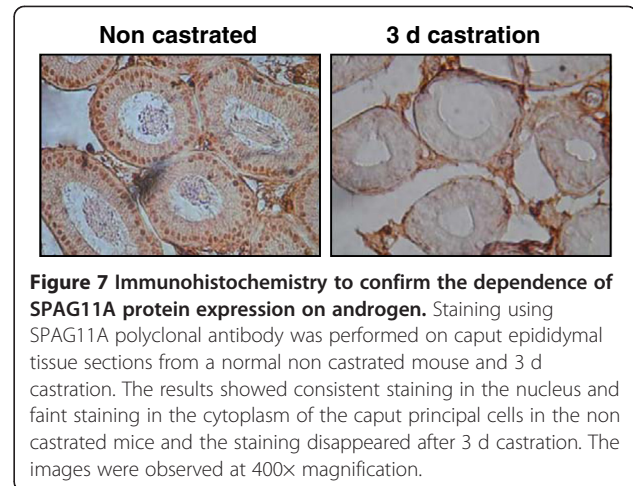 Non castrated
3 d castration
Figure 7 Immunohistochemistry to confirm the dependence of
SPAG11A protein expression on androgen. Staining using
SPAG11A polyclonal antibody was performed on caput epididymal
tissue sections from a normal non castrated mouse and 3 d
castration. The results showed consistent staining in the nucleus and
faint staining in the cytoplasm of the caput principal cells in the non
castrated mice and the staining disappeared after 3 d castration. The
images were observed at 400× magnification.